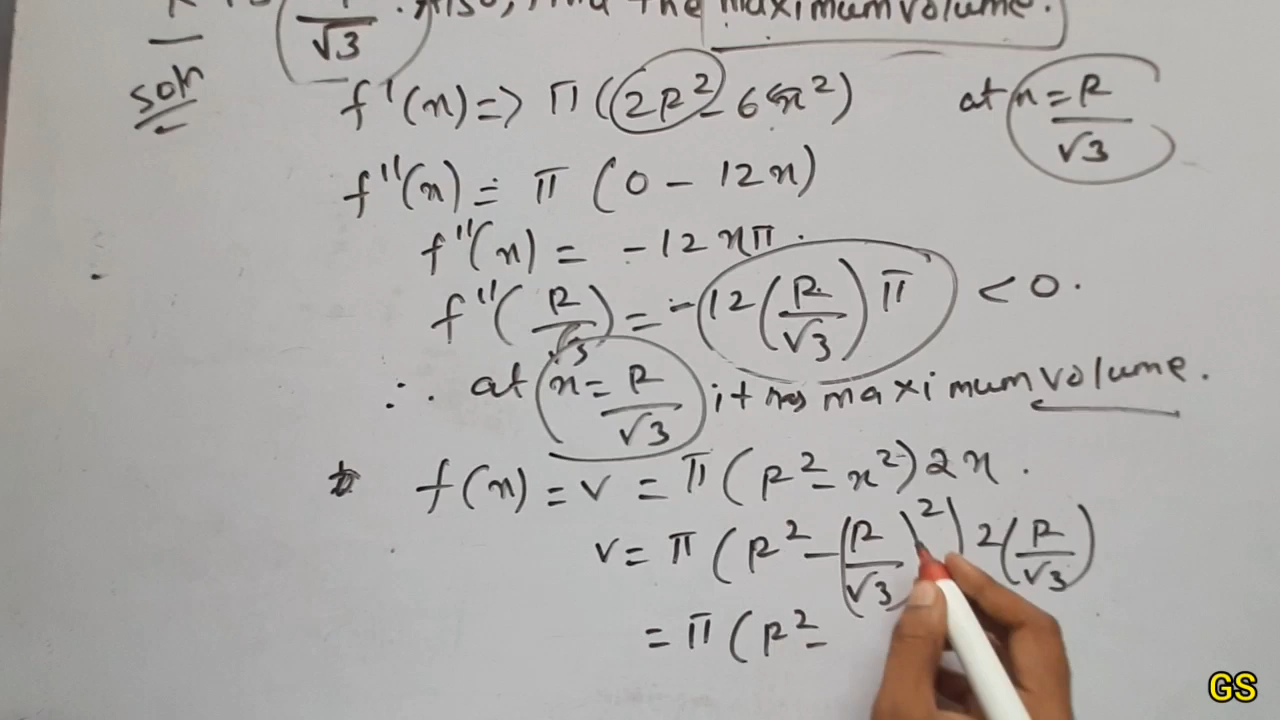 √3 . Also, find the maximum volume.
Soln
f'(x) => π (2R² - 6x²) at x = R/√3
f''(x) = π (0 - 12x)
f''(x) = -12xπ.
f''(R/√3) = -12(R/√3)π < 0.
∴ at x = R/√3 it has maximum volume.
f(x) = V = π(R² - x²)2x.
V = π(R² - (R/√3)²)2(R/√3)
= π(R² -
GS